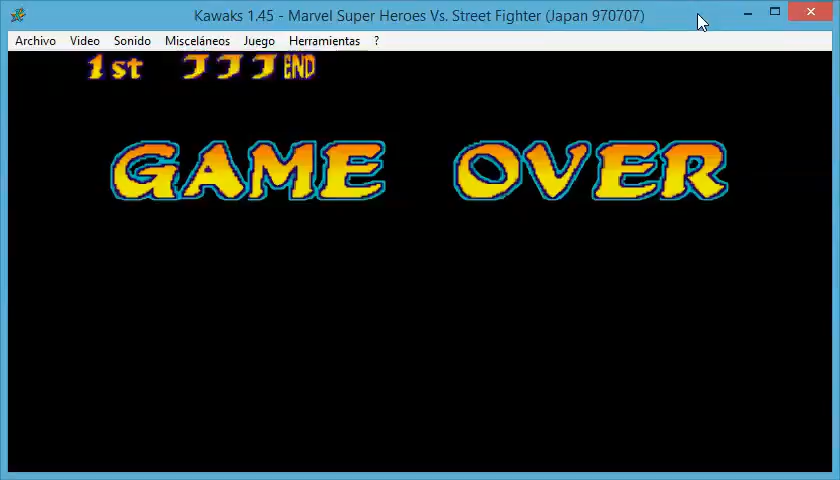 Kawaks 1.45 - Marvel Super Heroes Vs. Street Fighter (Japan 970707)
Archivo Video Sonido Misceláneos Juego Herramientas ?
1st JJJ END
GAME OVER